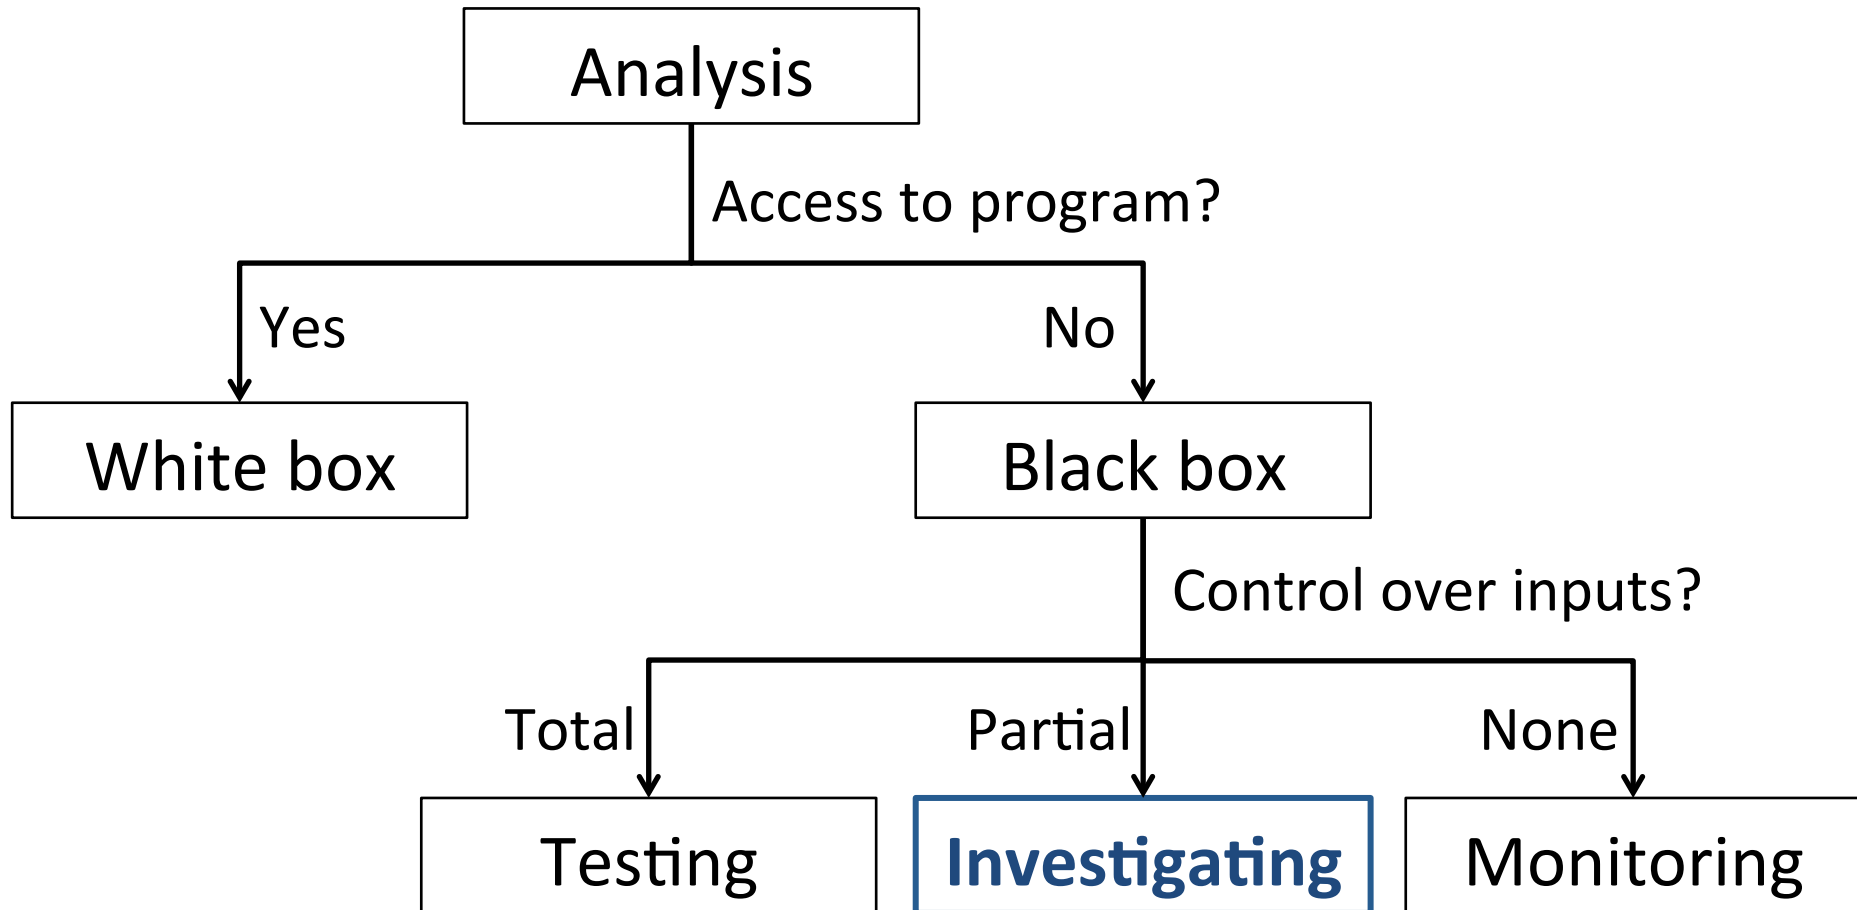 Analysis
Access to program?
Yes
No
White box
Black box
Control over inputs?
Total
Partial
None
Testing
Investigating
Monitoring